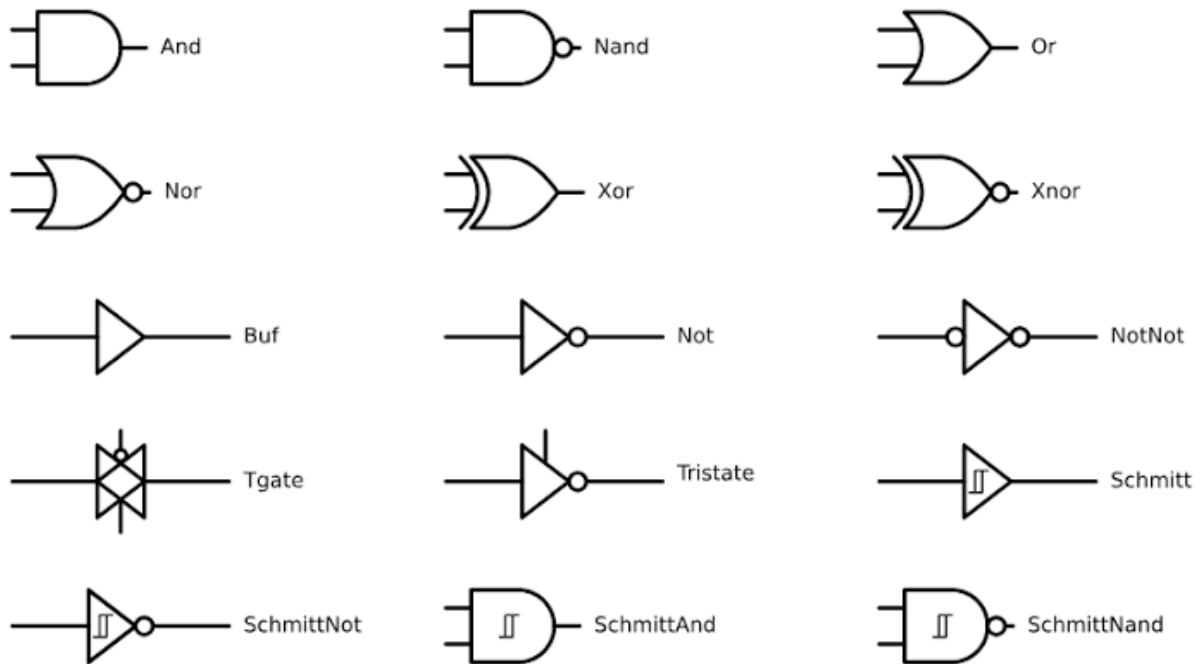 And
Nand
Or
Nor
Xor
Xnor
Buf
Not
NotNot
Tgate
Tristate
Schmitt
SchmittNot
SchmittAnd
SchmittNand